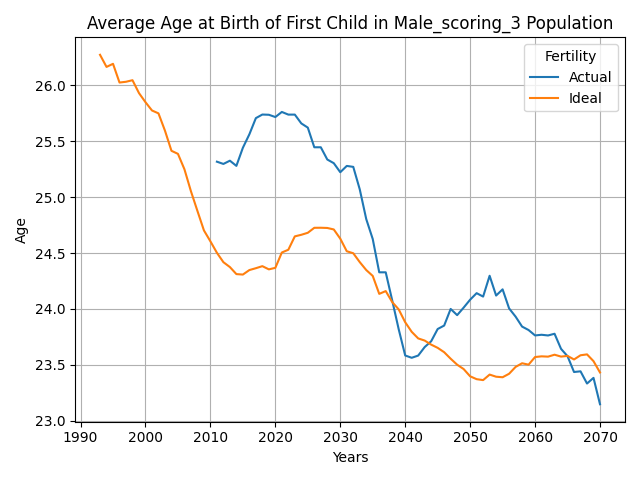 Average Age at Birth of First Child in Male_scoring_3 Population
Fertility
Actual
Ideal
26.0
25.5
25.0
24.5
24.0
23.5
23.0
Age
1990 2000 2010 2020 2030 2040 2050 2060 2070
Years